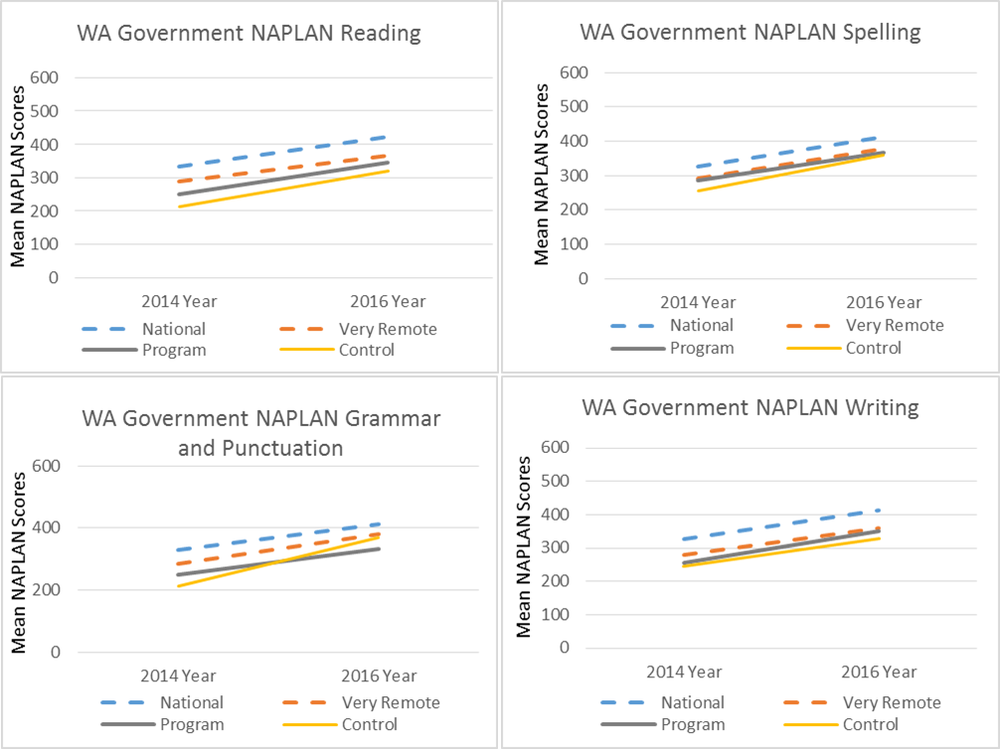 WA Government NAPLAN Reading
Mean NAPLAN Scores
600
500
400
300
200
100
0
2014 Year 2016 Year
National Very Remote
Program Control
WA Government NAPLAN Spelling
Mean NAPLAN Scores
600
500
400
300
200
100
0
2014 Year 2016 Year
National Very Remote
Program Control
WA Government NAPLAN Grammar
and Punctuation
Mean NAPLAN Scores
600
400
200
0
2014 Year 2016 Year
National Very Remote
Program Control
WA Government NAPLAN Writing
Mean NAPLAN Scores
600
500
400
300
200
100
0
2014 Year 2016 Year
National Very Remote
Program Control